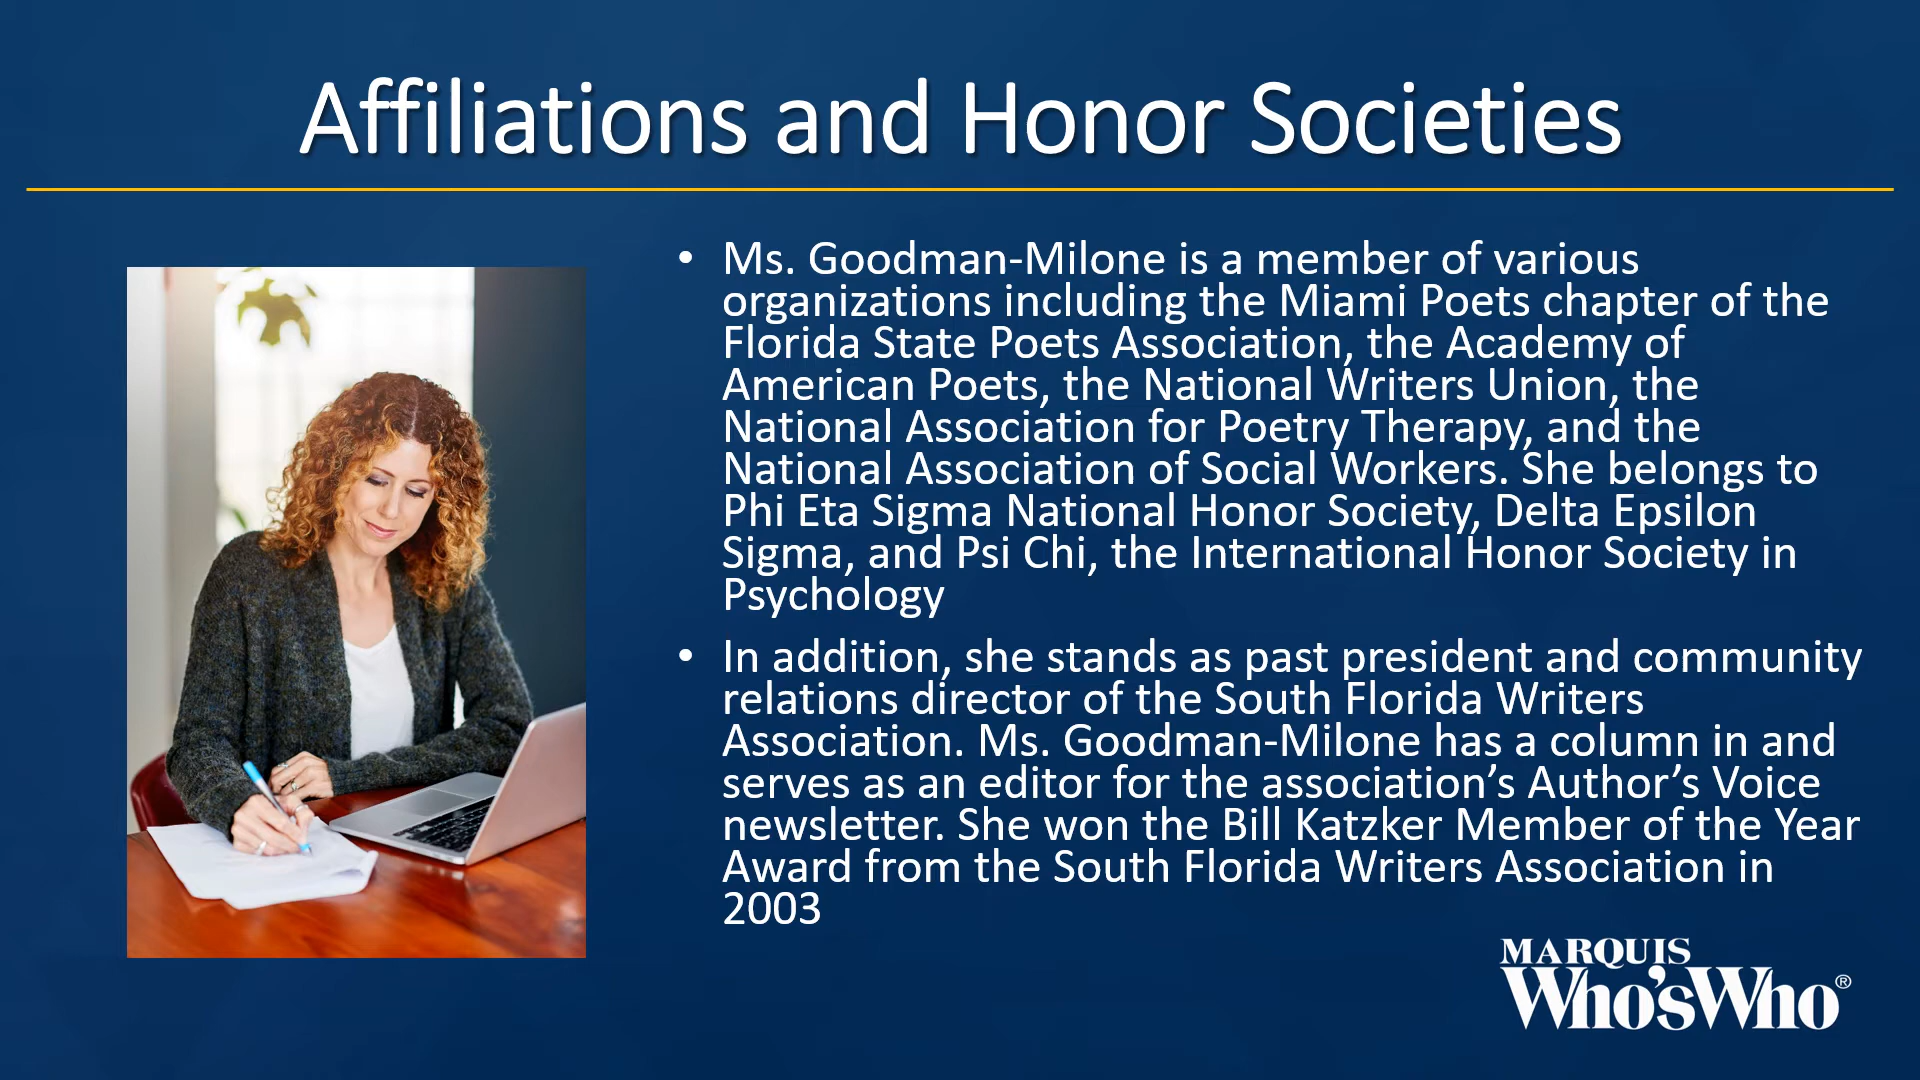 Affiliations and Honor Societies
• Ms. Goodman-Milone is a member of various
organizations including the Miami Poets chapter of the
Florida State Poets Association, the Academy of
American Poets, the National Writers Union, the
National Association for Poetry Therapy, and the
National Association of Social Workers. She belongs to
Phi Eta Sigma National Honor Society, Delta Epsilon
Sigma, and Psi Chi, the International Honor Society in
Psychology
• In addition, she stands as past president and community
relations director of the South Florida Writers
Association. Ms. Goodman-Milone has a column in and
serves as an editor for the association’s Author’s Voice
newsletter. She won the Bill Katzker Member of the Year
Award from the South Florida Writers Association in
2003
MARQUIS
Who'sWho®